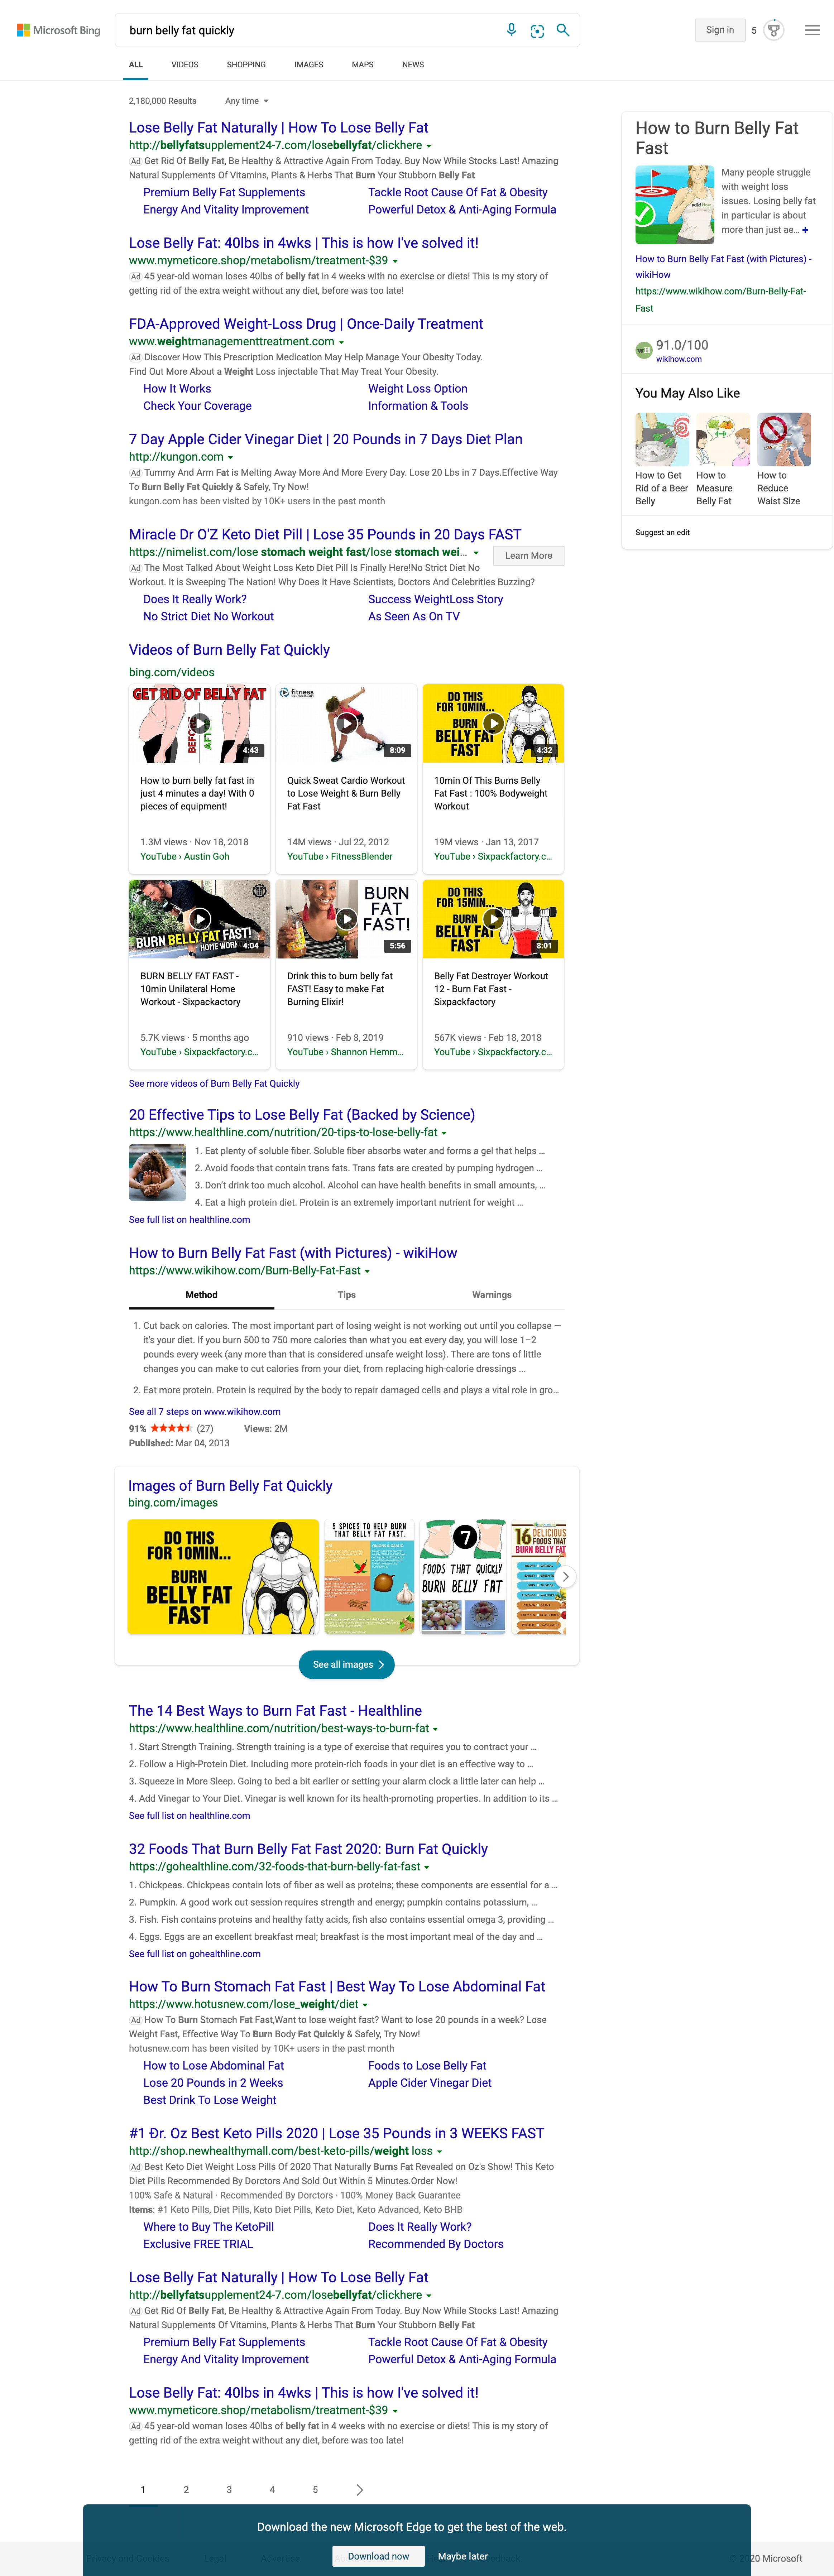 Microsoft Bing
burn belly fat quickly
Sign in
5
ALL VIDEOS SHOPPING IMAGES MAPS NEWS
2,180,000 Results Any time
Lose Belly Fat Naturally | How To Lose Belly Fat
http://bellyfatsupplement24-7.com/losebellyfat/clickhere
Ad Get Rid Of Belly Fat, Be Healthy & Attractive Again From Today. Buy Now While Stocks Last! Amazing
Natural Supplements Of Vitamins, Plants & Herbs That Burn Your Stubborn Belly Fat
Premium Belly Fat Supplements Tackle Root Cause Of Fat & Obesity
Energy And Vitality Improvement Powerful Detox & Anti-Aging Formula
Lose Belly Fat: 40lbs in 4wks | This is how I've solved it!
www.mymeticore.shop/metabolism/treatment-$39
Ad 45 year-old woman loses 40lbs of belly fat in 4 weeks with no exercise or diets! This is my story of
getting rid of the extra weight without any diet, before was too late!
FDA-Approved Weight-Loss Drug | Once-Daily Treatment
www.weightmanagementtreatment.com
Ad Discover How This Prescription Medication May Help Manage Your Obesity Today.
Find Out More About a Weight Loss injectable That May Treat Your Obesity.
How It Works Weight Loss Option
Check Your Coverage Information & Tools
7 Day Apple Cider Vinegar Diet | 20 Pounds in 7 Days Diet Plan
http://kungon.com
Ad Tummy And Arm Fat is Melting Away More And More Every Day. Lose 20 Lbs in 7 Days.Effective Way
To Burn Belly Fat Quickly & Safely, Try Now!
kungon.com has been visited by 10K+ users in the past month
Miracle Dr O'Z Keto Diet Pill | Lose 35 Pounds in 20 Days FAST
https://nimelist.com/lose stomach weight fast/lose stomach wei...
Learn More
Ad The Most Talked About Weight Loss Keto Diet Pill Is Finally Here!No Strict Diet No
Workout. It is Sweeping The Nation! Why Does It Have Scientists, Doctors And Celebrities Buzzing?
Does It Really Work? Success WeightLoss Story
No Strict Diet No Workout As Seen As On TV
Videos of Burn Belly Fat Quickly
bing.com/videos
GET RID OF BELLY FAT
BEFORE
AFTER
4:43
How to burn belly fat fast in
just 4 minutes a day! With 0
pieces of equipment!
1.3M views · Nov 18, 2018
YouTube › Austin Goh
fitness
8:09
Quick Sweat Cardio Workout
to Lose Weight & Burn Belly
Fat Fast
14M views · Jul 22, 2012
YouTube › FitnessBlender
DO THIS
FOR 10MIN...
BURN
BELLY FAT
FAST
4:32
10min Of This Burns Belly
Fat Fast : 100% Bodyweight
Workout
19M views · Jan 13, 2017
YouTube › Sixpackfactory.c...
BURN BELLY FAT FAST!
HOME WORK
4:04
BURN BELLY FAT FAST -
10min Unilateral Home
Workout - Sixpackactory
5.7K views · 5 months ago
YouTube › Sixpackfactory.c...
BURN
FAT
FAST!
5:56
Drink this to burn belly fat
FAST! Easy to make Fat
Burning Elixir!
910 views · Feb 8, 2019
YouTube › Shannon Hemm...
DO THIS
FOR 15MIN...
BURN
BELLY FAT
FAST
8:01
Belly Fat Destroyer Workout
12 - Burn Fat Fast -
Sixpackfactory
567K views · Feb 18, 2018
YouTube › Sixpackfactory.c...
See more videos of Burn Belly Fat Quickly
20 Effective Tips to Lose Belly Fat (Backed by Science)
https://www.healthline.com/nutrition/20-tips-to-lose-belly-fat
1. Eat plenty of soluble fiber. Soluble fiber absorbs water and forms a gel that helps ...
2. Avoid foods that contain trans fats. Trans fats are created by pumping hydrogen ...
3. Don't drink too much alcohol. Alcohol can have health benefits in small amounts, ...
4. Eat a high protein diet. Protein is an extremely important nutrient for weight ...
See full list on healthline.com
How to Burn Belly Fat Fast (with Pictures) - wikiHow
https://www.wikihow.com/Burn-Belly-Fat-Fast
Method Tips Warnings
1. Cut back on calories. The most important part of losing weight is not working out until you collapse —
it's your diet. If you burn 500 to 750 more calories than what you eat every day, you will lose 1–2
pounds every week (any more than that is considered unsafe weight loss). There are tons of little
changes you can make to cut calories from your diet, from replacing high-calorie dressings ...
2. Eat more protein. Protein is required by the body to repair damaged cells and plays a vital role in gro...
See all 7 steps on www.wikihow.com
91% (27) Views: 2M
Published: Mar 04, 2013
Images of Burn Belly Fat Quickly
bing.com/images
DO THIS
FOR 10MIN...
BURN
BELLY FAT
FAST
5 SPICES TO HELP BURN
THAT BELLY FAT FAST.
7
FOODS THAT QUICKLY
BURN BELLY FAT
16 DELICIOUS
FOODS THAT
BURN BELLY FA
See all images
The 14 Best Ways to Burn Fat Fast - Healthline
https://www.healthline.com/nutrition/best-ways-to-burn-fat
1. Start Strength Training. Strength training is a type of exercise that requires you to contract your ...
2. Follow a High-Protein Diet. Including more protein-rich foods in your diet is an effective way to ...
3. Squeeze in More Sleep. Going to bed a bit earlier or setting your alarm clock a little later can help ...
4. Add Vinegar to Your Diet. Vinegar is well known for its health-promoting properties. In addition to its ...
See full list on healthline.com
32 Foods That Burn Belly Fat Fast 2020: Burn Fat Quickly
https://gohealthline.com/32-foods-that-burn-belly-fat-fast
1. Chickpeas. Chickpeas contain lots of fiber as well as proteins; these components are essential for a ...
2. Pumpkin. A good work out session requires strength and energy; pumpkin contains potassium, ...
3. Fish. Fish contains proteins and healthy fatty acids, fish also contains essential omega 3, providing ...
4. Eggs. Eggs are an excellent breakfast meal; breakfast is the most important meal of the day and ...
See full list on gohealthline.com
How To Burn Stomach Fat Fast | Best Way To Lose Abdominal Fat
https://www.hotusnew.com/lose_weight/diet
Ad How To Burn Stomach Fat Fast,Want to lose weight fast? Want to lose 20 pounds in a week? Lose
Weight Fast, Effective Way To Burn Body Fat Quickly & Safely, Try Now!
hotusnew.com has been visited by 10K+ users in the past month
How to Lose Abdominal Fat Foods to Lose Belly Fat
Lose 20 Pounds in 2 Weeks Apple Cider Vinegar Diet
Best Drink To Lose Weight
#1 Ðr. Oz Best Keto Pills 2020 | Lose 35 Pounds in 3 WEEKS FAST
http://shop.newhealthymall.com/best-keto-pills/weight loss
Ad Best Keto Diet Weight Loss Pills Of 2020 That Naturally Burns Fat Revealed on Oz's Show! This Keto
Diet Pills Recommended By Dorctors And Sold Out Within 5 Minutes.Order Now!
100% Safe & Natural · Recommended By Dorctors · 100% Money Back Guarantee
Items: #1 Keto Pills, Diet Pills, Keto Diet Pills, Keto Diet, Keto Advanced, Keto BHB
Where to Buy The KetoPill Does It Really Work?
Exclusive FREE TRIAL Recommended By Doctors
Lose Belly Fat Naturally | How To Lose Belly Fat
http://bellyfatsupplement24-7.com/losebellyfat/clickhere
Ad Get Rid Of Belly Fat, Be Healthy & Attractive Again From Today. Buy Now While Stocks Last! Amazing
Natural Supplements Of Vitamins, Plants & Herbs That Burn Your Stubborn Belly Fat
Premium Belly Fat Supplements Tackle Root Cause Of Fat & Obesity
Energy And Vitality Improvement Powerful Detox & Anti-Aging Formula
Lose Belly Fat: 40lbs in 4wks | This is how I've solved it!
www.mymeticore.shop/metabolism/treatment-$39
Ad 45 year-old woman loses 40lbs of belly fat in 4 weeks with no exercise or diets! This is my story of
getting rid of the extra weight without any diet, before was too late!
1 2 3 4 5
How to Burn Belly Fat
Fast
wikiHow
Many people struggle
with weight loss
issues. Losing belly fat
in particular is about
more than just ae... +
How to Burn Belly Fat Fast (with Pictures) -
wikiHow
https://www.wikihow.com/Burn-Belly-Fat-
Fast
wH
91.0/100
wikihow.com
You May Also Like
How to Get
Rid of a Beer
Belly
How to
Measure
Belly Fat
How to
Reduce
Waist Size
Suggest an edit
Download the new Microsoft Edge to get the best of the web.
Download now Maybe later
© 2020 Microsoft